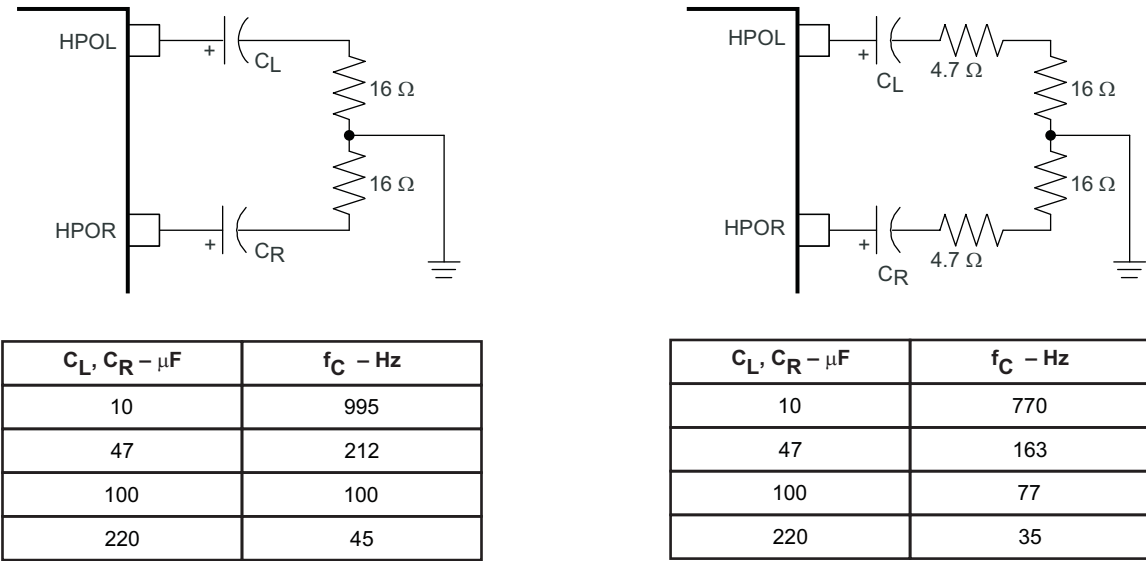 HPOL
+
CL
16 Ω
16 Ω
HPOR
+
CR
CL, CR – μF fC – Hz
10 995
47 212
100 100
220 45
HPOL
+
CL
4.7 Ω
16 Ω
16 Ω
HPOR
+
CR
4.7 Ω
CL, CR – μF fC – Hz
10 770
47 163
100 77
220 35